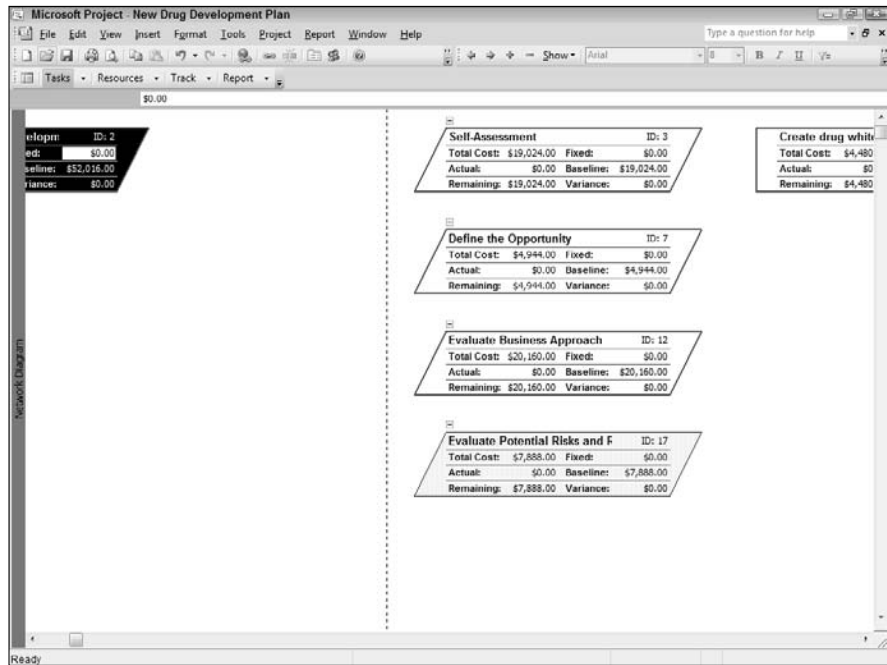 Microsoft Project - New Drug Development Plan
File Edit View Insert Format Tools Project Report Window Help
Type a question for help
Show Arial 8 B I U
Tasks Resources Track Report
$0.00
elopm ID: 2
ed: $0.00
seline: $52,016.00
riance: $0.00
Self-Assessment ID: 3
Total Cost: $19,024.00 Fixed: $0.00
Actual: $0.00 Baseline: $19,024.00
Remaining: $19,024.00 Variance: $0.00
Create drug white
Total Cost: $4,480
Actual: $0
Remaining: $4,480
Define the Opportunity ID: 7
Total Cost: $4,944.00 Fixed: $0.00
Actual: $0.00 Baseline: $4,944.00
Remaining: $4,944.00 Variance: $0.00
Evaluate Business Approach ID: 12
Total Cost: $20,160.00 Fixed: $0.00
Actual: $0.00 Baseline: $20,160.00
Remaining: $20,160.00 Variance: $0.00
Evaluate Potential Risks and R ID: 17
Total Cost: $7,888.00 Fixed: $0.00
Actual: $0.00 Baseline: $7,888.00
Remaining: $7,888.00 Variance: $0.00
Network Diagram
Ready